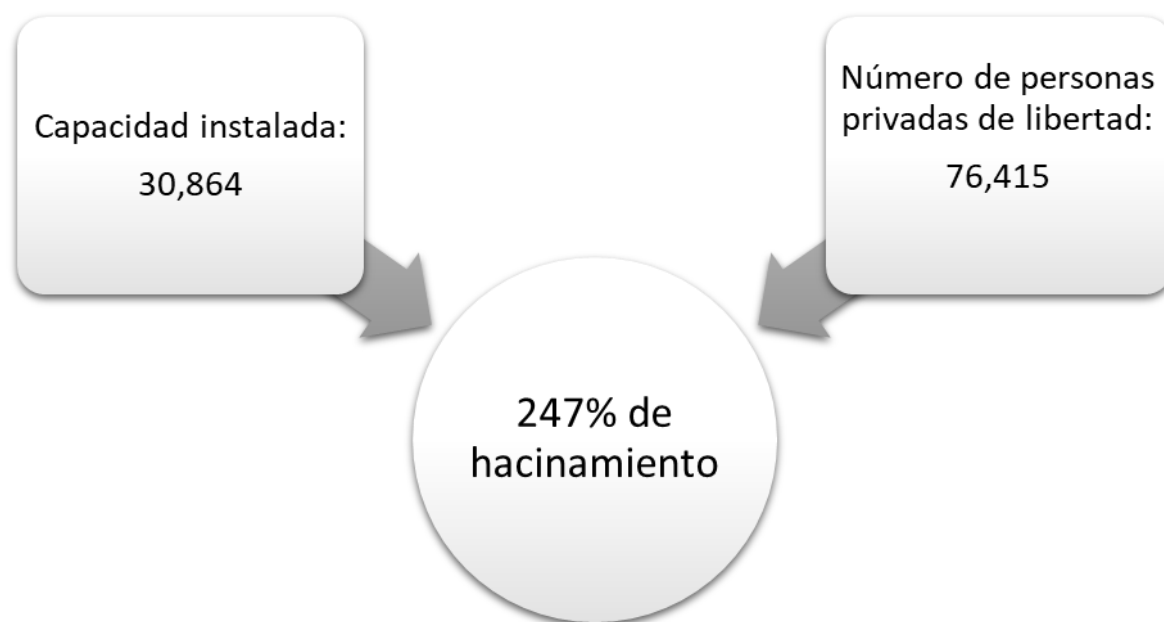 Capacidad instalada:
30,864
Número de personas
privadas de libertad:
76,415
247% de
hacinamiento